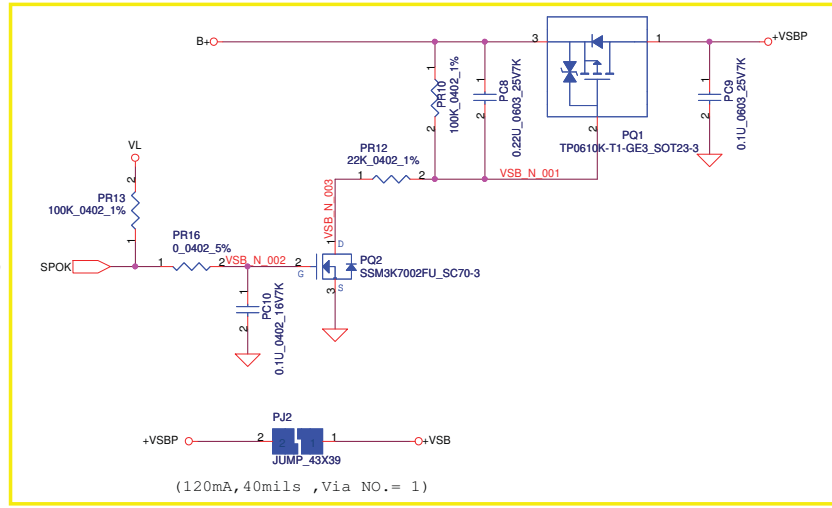 B+
3
1
+VSBP
1
PR10
100K_0402_1%
2
1
PC8
0.22U_0603_25V7K
2
2
PQ1
TP0610K-T1-GE3_SOT23-3
1
PC9
0.1U_0603_25V7K
2
VL
2
PR13
100K_0402_1%
1
PR12
22K_0402_1%
1
2
VSB_N_001
VSB_N_003
1
D
PR16
0_0402_5%
SPOK
1
2
VSB_N_002
2
G
PQ2
SSM3K7002FU_SC70-3
3
S
1
PC10
0.1U_0402_16V7K
2
PJ2
+VSBP
2
2
1
1
+VSB
JUMP_43X39
(120mA,40mils ,Via NO.= 1)